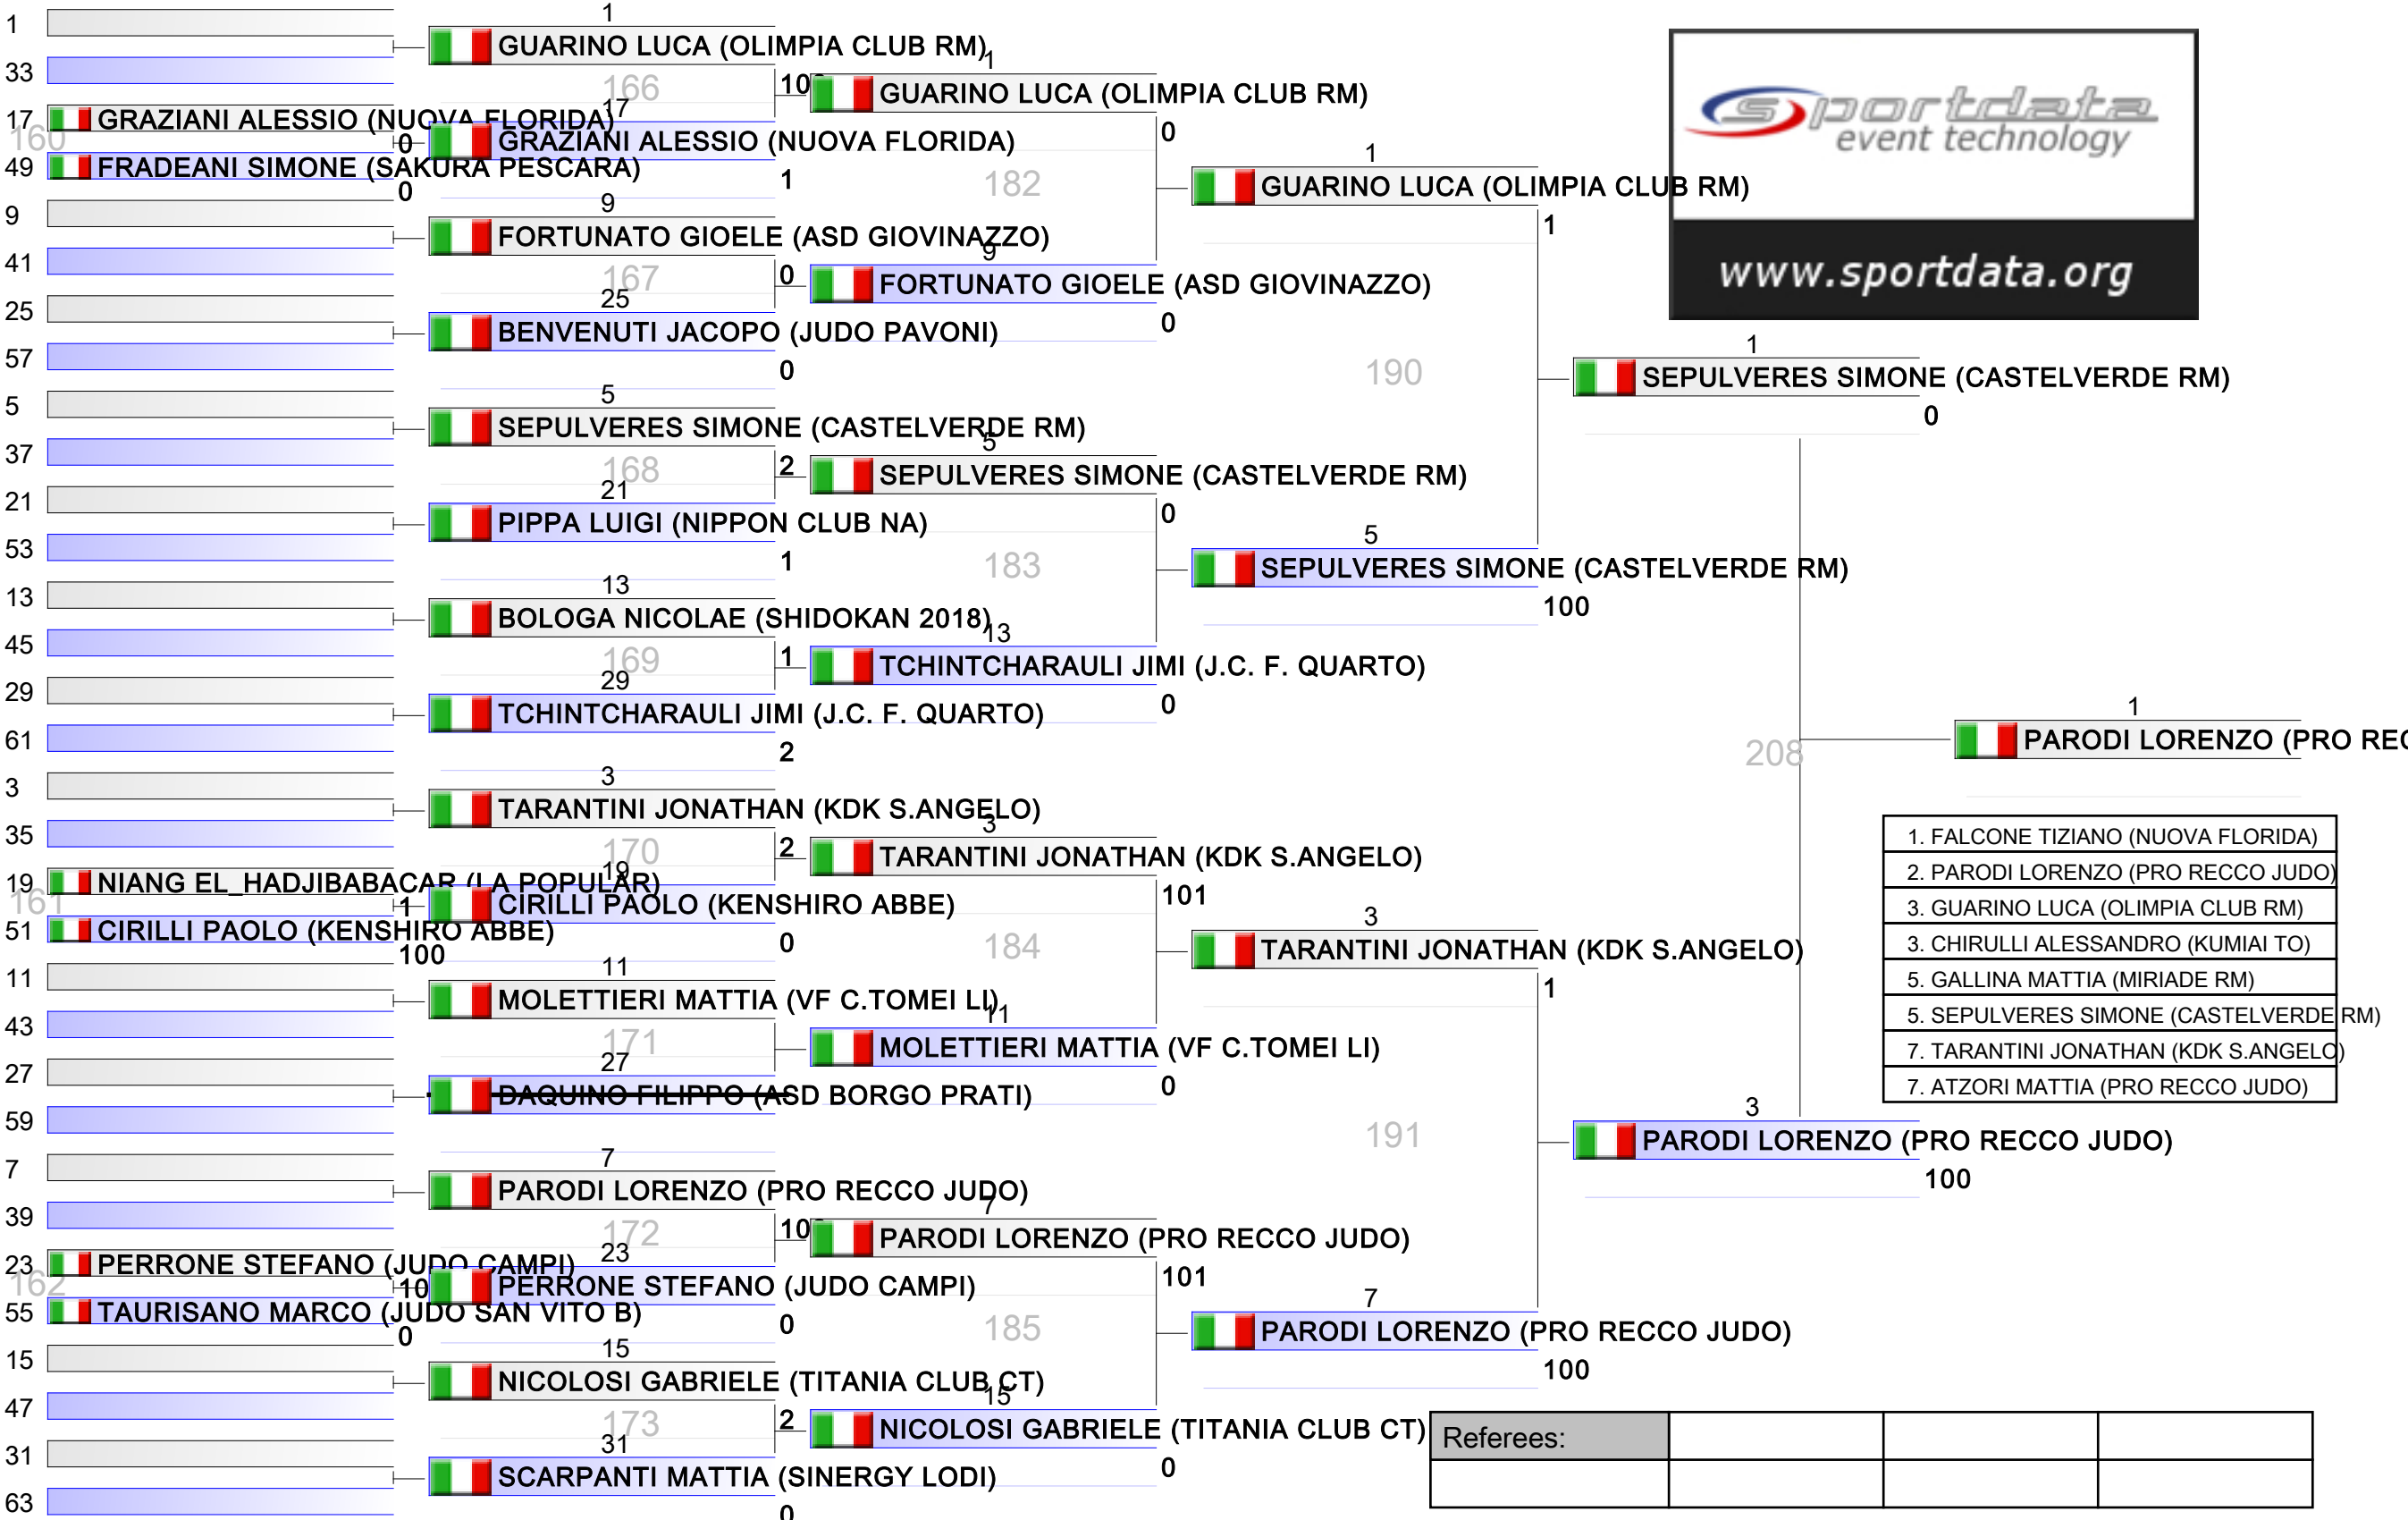 1
33
17 GRAZIANI ALESSIO (NUOVA FLORIDA)
0
160
49 FRADEANI SIMONE (SAKURA PESCARA)
0
9
41
25
57
5
37
21
53
13
45
29
61
3
35
19 NIANG EL_HADJIBABACAR (LA POPULAR)
1
161
51 CIRILLI PAOLO (KENSHIRO ABBE)
100
11
43
27
59
7
39
23 PERRONE STEFANO (JUDO CAMPI)
162
55 TAURISANO MARCO (JUDO SAN VITO B)
0
15
47
31
63
1
GUARINO LUCA (OLIMPIA CLUB RM)
166
17
GRAZIANI ALESSIO (NUOVA FLORIDA)
1
9
FORTUNATO GIOELE (ASD GIOVINAZZO)
0
167
25
BENVENUTI JACOPO (JUDO PAVONI)
0
5
SEPULVERES SIMONE (CASTELVERDE RM)
2
168
21
PIPPA LUIGI (NIPPON CLUB NA)
1
13
BOLOGA NICOLAE (SHIDOKAN 2018)
1
169
29
TCHINTCHARAULI JIMI (J.C. F. QUARTO)
2
3
TARANTINI JONATHAN (KDK S.ANGELO)
2
170
19
CIRILLI PAOLO (KENSHIRO ABBE)
0
11
MOLETTIERI MATTIA (VF C.TOMEI LI)
171
27
DAQUINO FILIPPO (ASD BORGO PRATI)
7
PARODI LORENZO (PRO RECCO JUDO)
172
23
PERRONE STEFANO (JUDO CAMPI)
0
15
NICOLOSI GABRIELE (TITANIA CLUB CT)
2
173
31
SCARPANTI MATTIA (SINERGY LODI)
0
1
GUARINO LUCA (OLIMPIA CLUB RM)
0
182
9
FORTUNATO GIOELE (ASD GIOVINAZZO)
0
5
SEPULVERES SIMONE (CASTELVERDE RM)
0
183
13
TCHINTCHARAULI JIMI (J.C. F. QUARTO)
0
3
TARANTINI JONATHAN (KDK S.ANGELO)
101
184
11
MOLETTIERI MATTIA (VF C.TOMEI LI)
0
7
PARODI LORENZO (PRO RECCO JUDO)
101
185
15
NICOLOSI GABRIELE (TITANIA CLUB CT)
0
1
GUARINO LUCA (OLIMPIA CLUB RM)
1
190
5
SEPULVERES SIMONE (CASTELVERDE RM)
100
3
TARANTINI JONATHAN (KDK S.ANGELO)
1
191
7
PARODI LORENZO (PRO RECCO JUDO)
100
sportdata
event technology
www.sportdata.org
1
SEPULVERES SIMONE (CASTELVERDE RM)
0
208
3
PARODI LORENZO (PRO RECCO JUDO)
100
1
PARODI LORENZO (PRO
1. FALCONE TIZIANO (NUOVA FLORIDA)
2. PARODI LORENZO (PRO RECCO JUDO)
3. GUARINO LUCA (OLIMPIA CLUB RM)
3. CHIRULLI ALESSANDRO (KUMIAI TO)
5. GALLINA MATTIA (MIRIADE RM)
5. SEPULVERES SIMONE (CASTELVERDE RM)
7. TARANTINI JONATHAN (KDK S.ANGELO)
7. ATZORI MATTIA (PRO RECCO JUDO)
Referees: